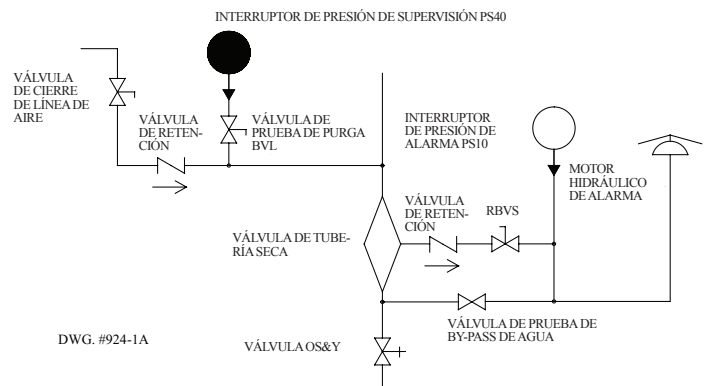 INTERRUPTOR DE PRESIÓN DE SUPERVISIÓN PS40
VÁLVULA
DE CIERRE
DE LÍNEA DE
AIRE
VÁLVULA
DE RETEN-
CIÓN
VÁLVULA DE
PRUEBA DE PURGA
BVL
INTERRUPTOR
DE PRESIÓN DE
ALARMA PS10
MOTOR
HIDRÁULICO
DE ALARMA
VÁLVULA
DE RETEN-
CIÓN
RBVS
VÁLVULA DE TUBE-
RÍA SECA
VÁLVULA DE PRUEBA DE
BY-PASS DE AGUA
DWG. #924-1A
VÁLVULA OS&Y